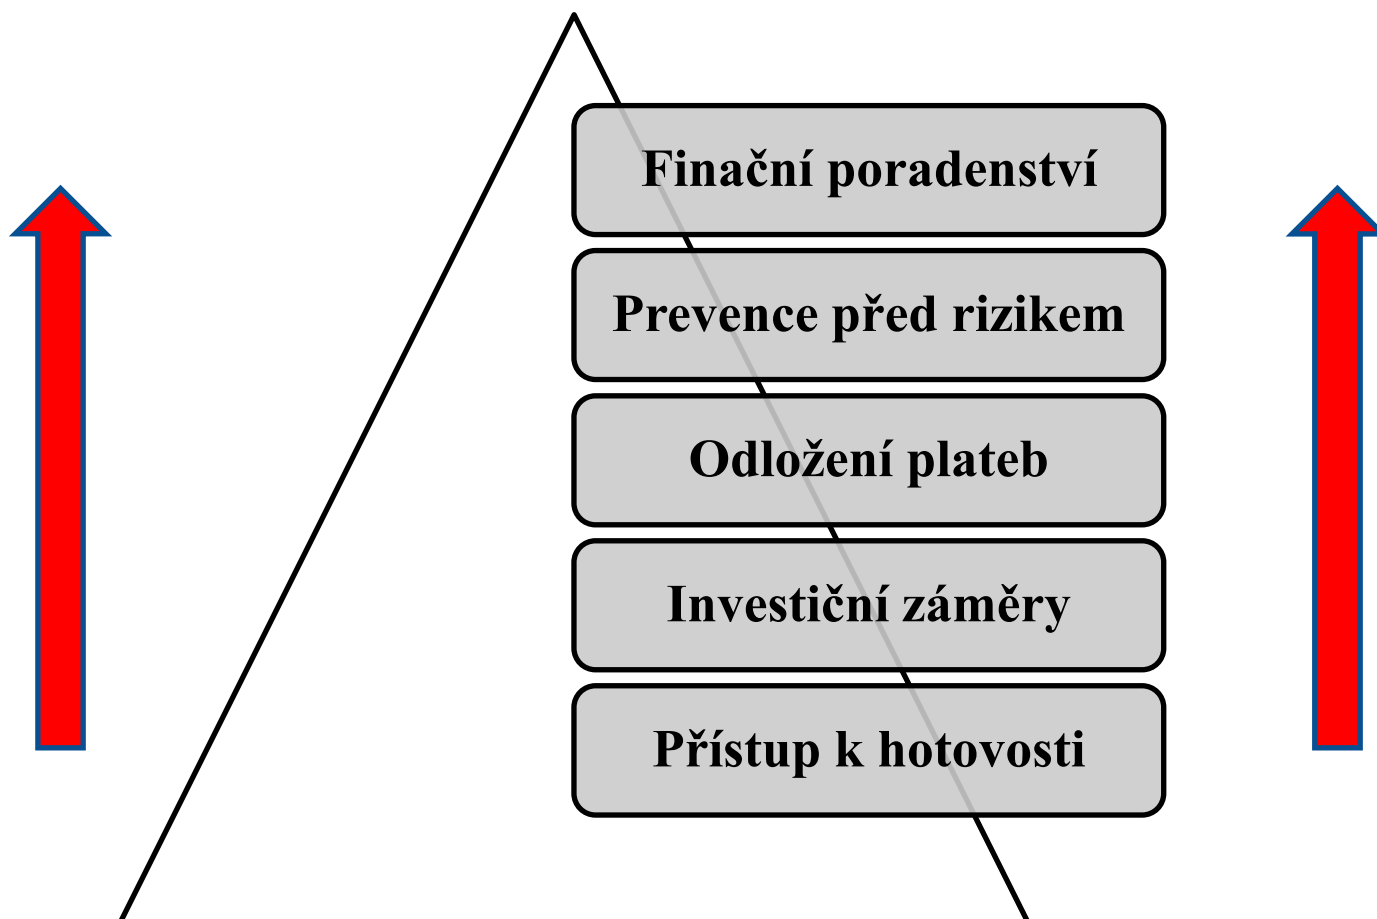 Finační poradenství
Prevence před rizikem
Odložení plateb
Investiční záměry
Přístup k hotovosti